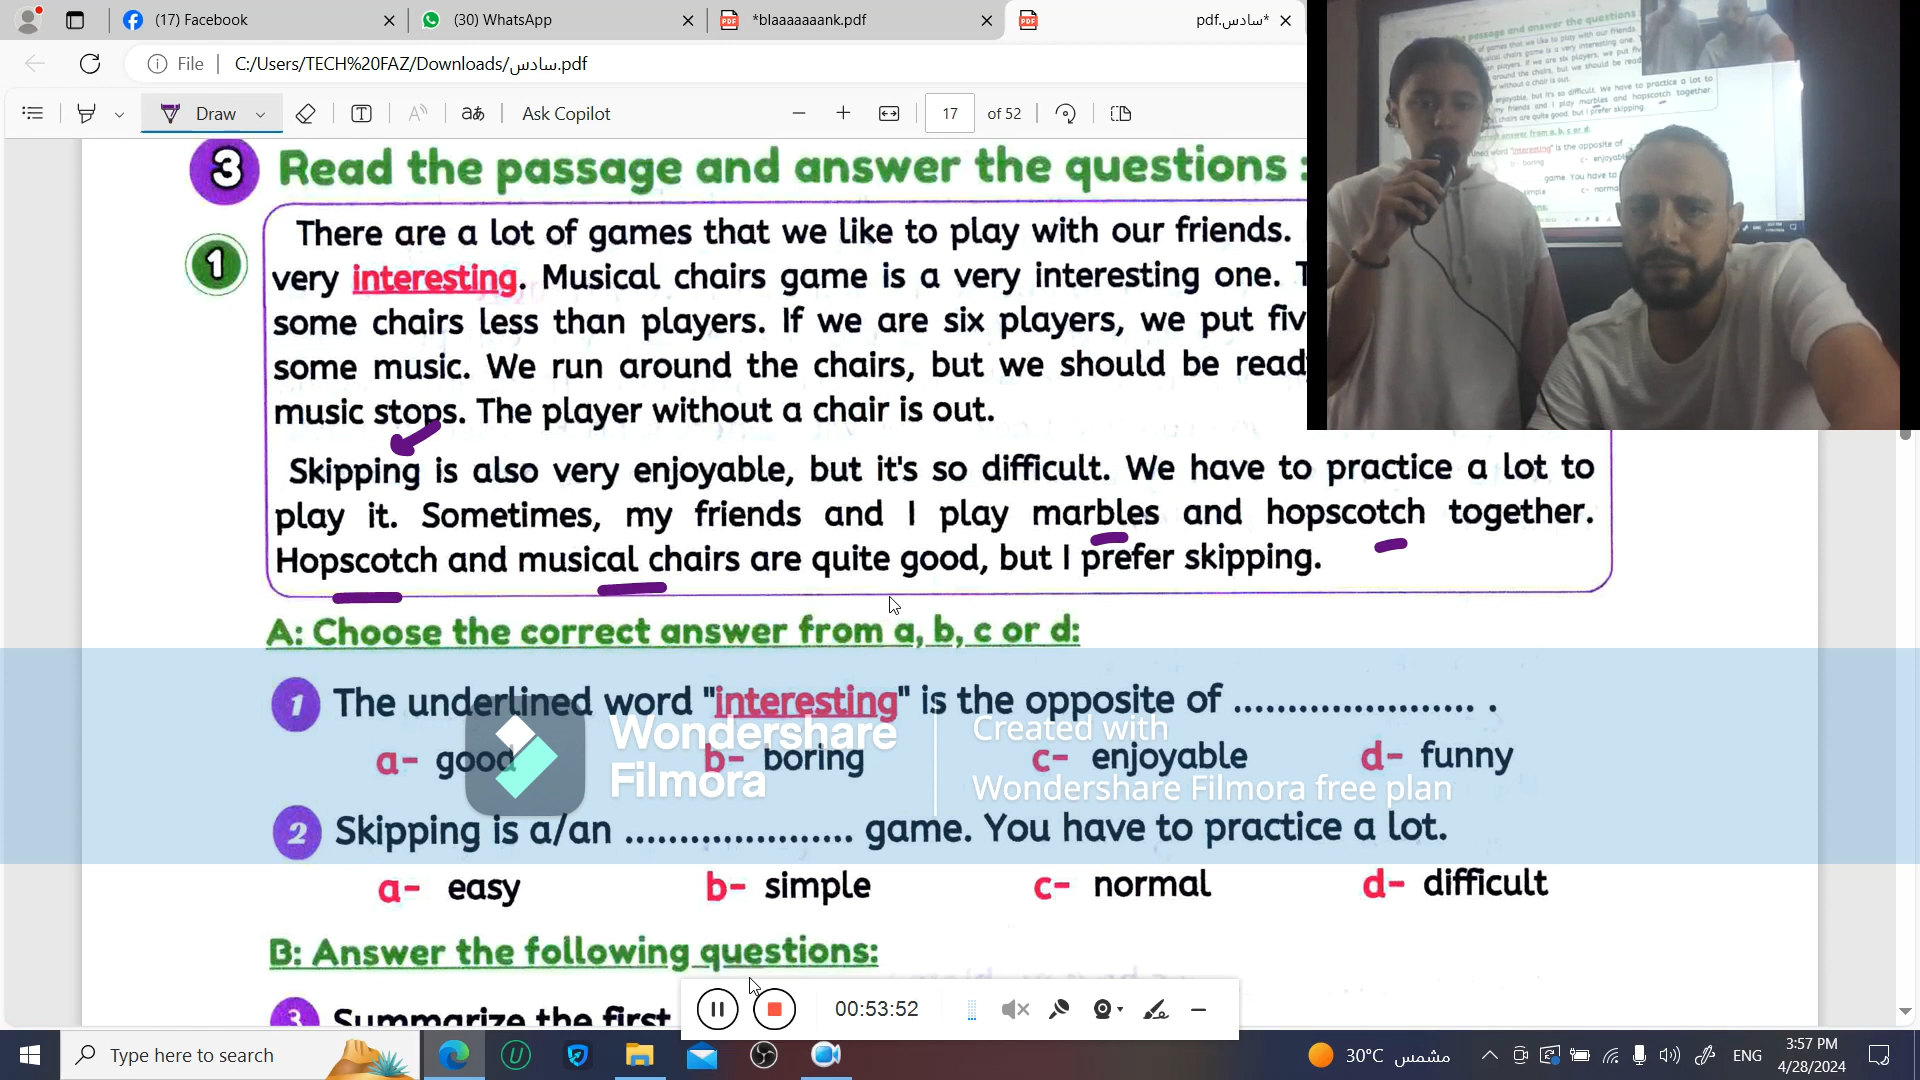 (17) Facebook
(30) WhatsApp
*blaaaaaaank.pdf
*سادس.pdf
File
C:/Users/TECH%20FAZ/Downloads/سادس.pdf
Draw
Ask Copilot
17 of 52
3 Read the passage and answer the questions :
1
There are a lot of games that we like to play with our friends.
very interesting. Musical chairs game is a very interesting one. T
some chairs less than players. If we are six players, we put fiv
some music. We run around the chairs, but we should be read
music stops. The player without a chair is out.
Skipping is also very enjoyable, but it's so difficult. We have to practice a lot to
play it. Sometimes, my friends and I play marbles and hopscotch together.
Hopscotch and musical chairs are quite good, but I prefer skipping.
A: Choose the correct answer from a, b, c or d:
1 The underlined word "interesting" is the opposite of ...................... .
a- good b- boring c- enjoyable d- funny
Wondershare Filmora
Created with
Wondershare Filmora free plan
2 Skipping is a/an ..................... game. You have to practice a lot.
a- easy b- simple c- normal d- difficult
B: Answer the following questions:
3 Summarize the first
00:53:52
Type here to search
30°C مشمس
ENG
3:57 PM
4/28/2024